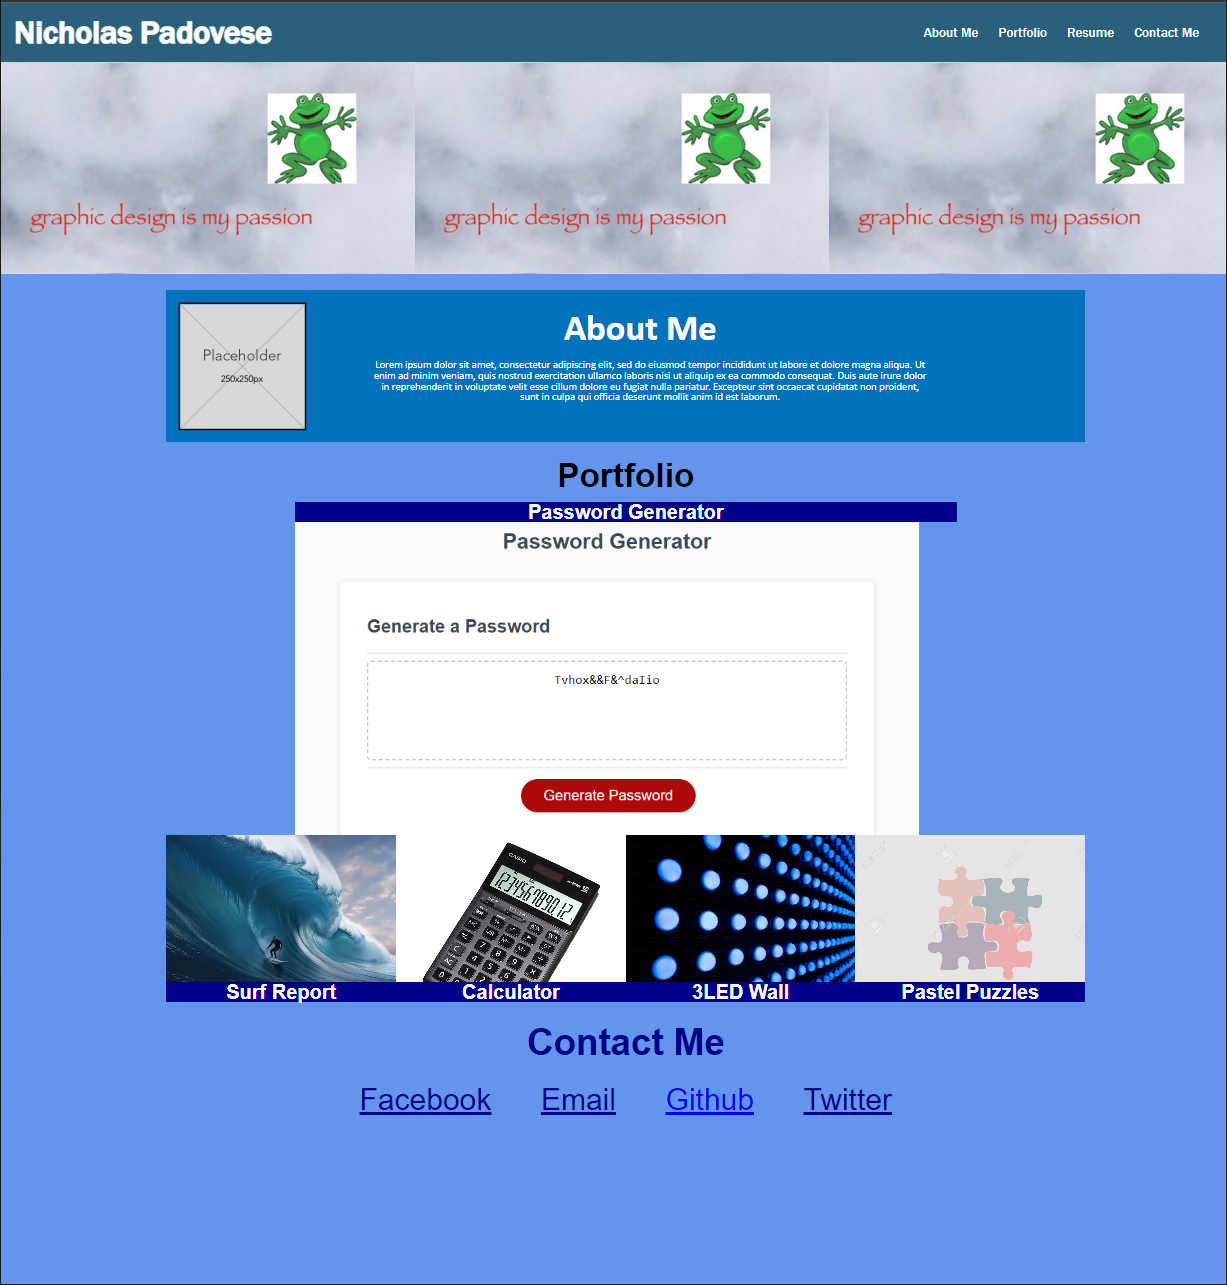 Nicholas Padovese
About Me Portfolio Resume Contact Me
graphic design is my passion
graphic design is my passion
graphic design is my passion
Placeholder
250x250px
About Me
Lorem ipsum dolor sit amet, consectetur adipiscing elit, sed do eiusmod tempor incididunt ut labore et dolore magna aliqua. Ut
enim ad minim veniam, quis nostrud exercitation ullamco laboris nisi ut aliquip ex ea commodo consequat. Duis aute irure dolor
in reprehenderit in voluptate velit esse cillum dolore eu fugiat nulla pariatur. Excepteur sint occaecat cupidatat non proident,
sunt in culpa qui officia deserunt mollit anim id est laborum.
Portfolio
Password Generator
Password Generator
Generate a Password
Tvhox&&F&^daIio
Generate Password
CASIO
123456789012.
Surf Report
Calculator
3LED Wall
Pastel Puzzles
Contact Me
Facebook Email Github Twitter